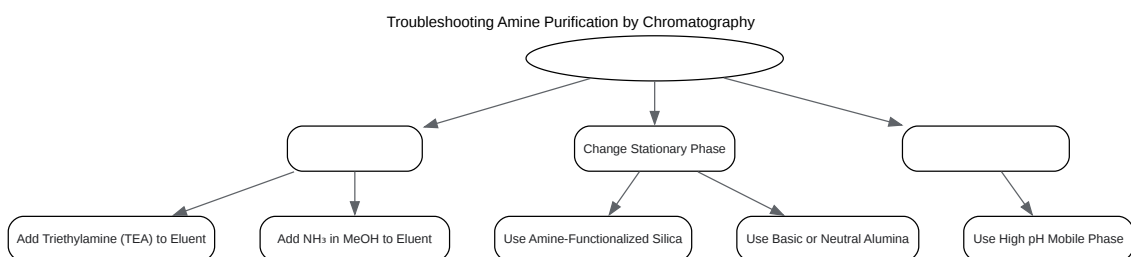 Troubleshooting Amine Purification by Chromatography
Change Stationary Phase
Add Triethylamine (TEA) to Eluent
Add NH₃ in MeOH to Eluent
Use Amine-Functionalized Silica
Use Basic or Neutral Alumina
Use High pH Mobile Phase